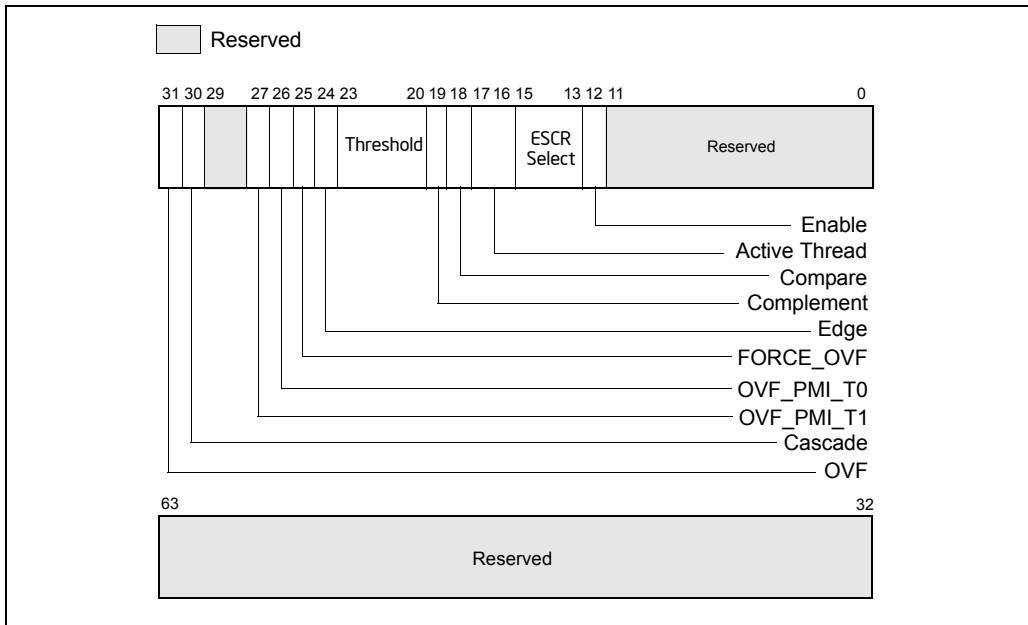 Reserved
31 30 29 27 26 25 24 23 20 19 18 17 16 15 13 12 11 0
Threshold
ESCR
Select
Reserved
Enable
Active Thread
Compare
Complement
Edge
FORCE_OVF
OVF_PMI_T0
OVF_PMI_T1
Cascade
OVF
63 32
Reserved